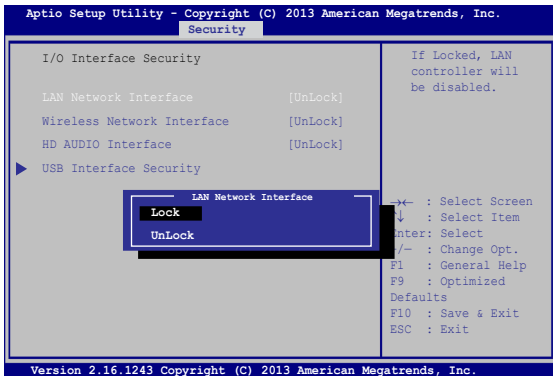 Aptio Setup Utility - Copyright (C) 2013 American Megatrends, Inc.
Security
I/O Interface Security
LAN Network Interface [UnLock]
Wireless Network Interface [UnLock]
HD AUDIO Interface [UnLock]
USB Interface Security
If Locked, LAN
controller will
be disabled.
LAN Network Interface
Lock
UnLock
→← : Select Screen
↑↓ : Select Item
Enter: Select
+/— : Change Opt.
F1 : General Help
F9 : Optimized
Defaults
F10 : Save & Exit
ESC : Exit
Version 2.16.1243 Copyright (C) 2013 American Megatrends, Inc.